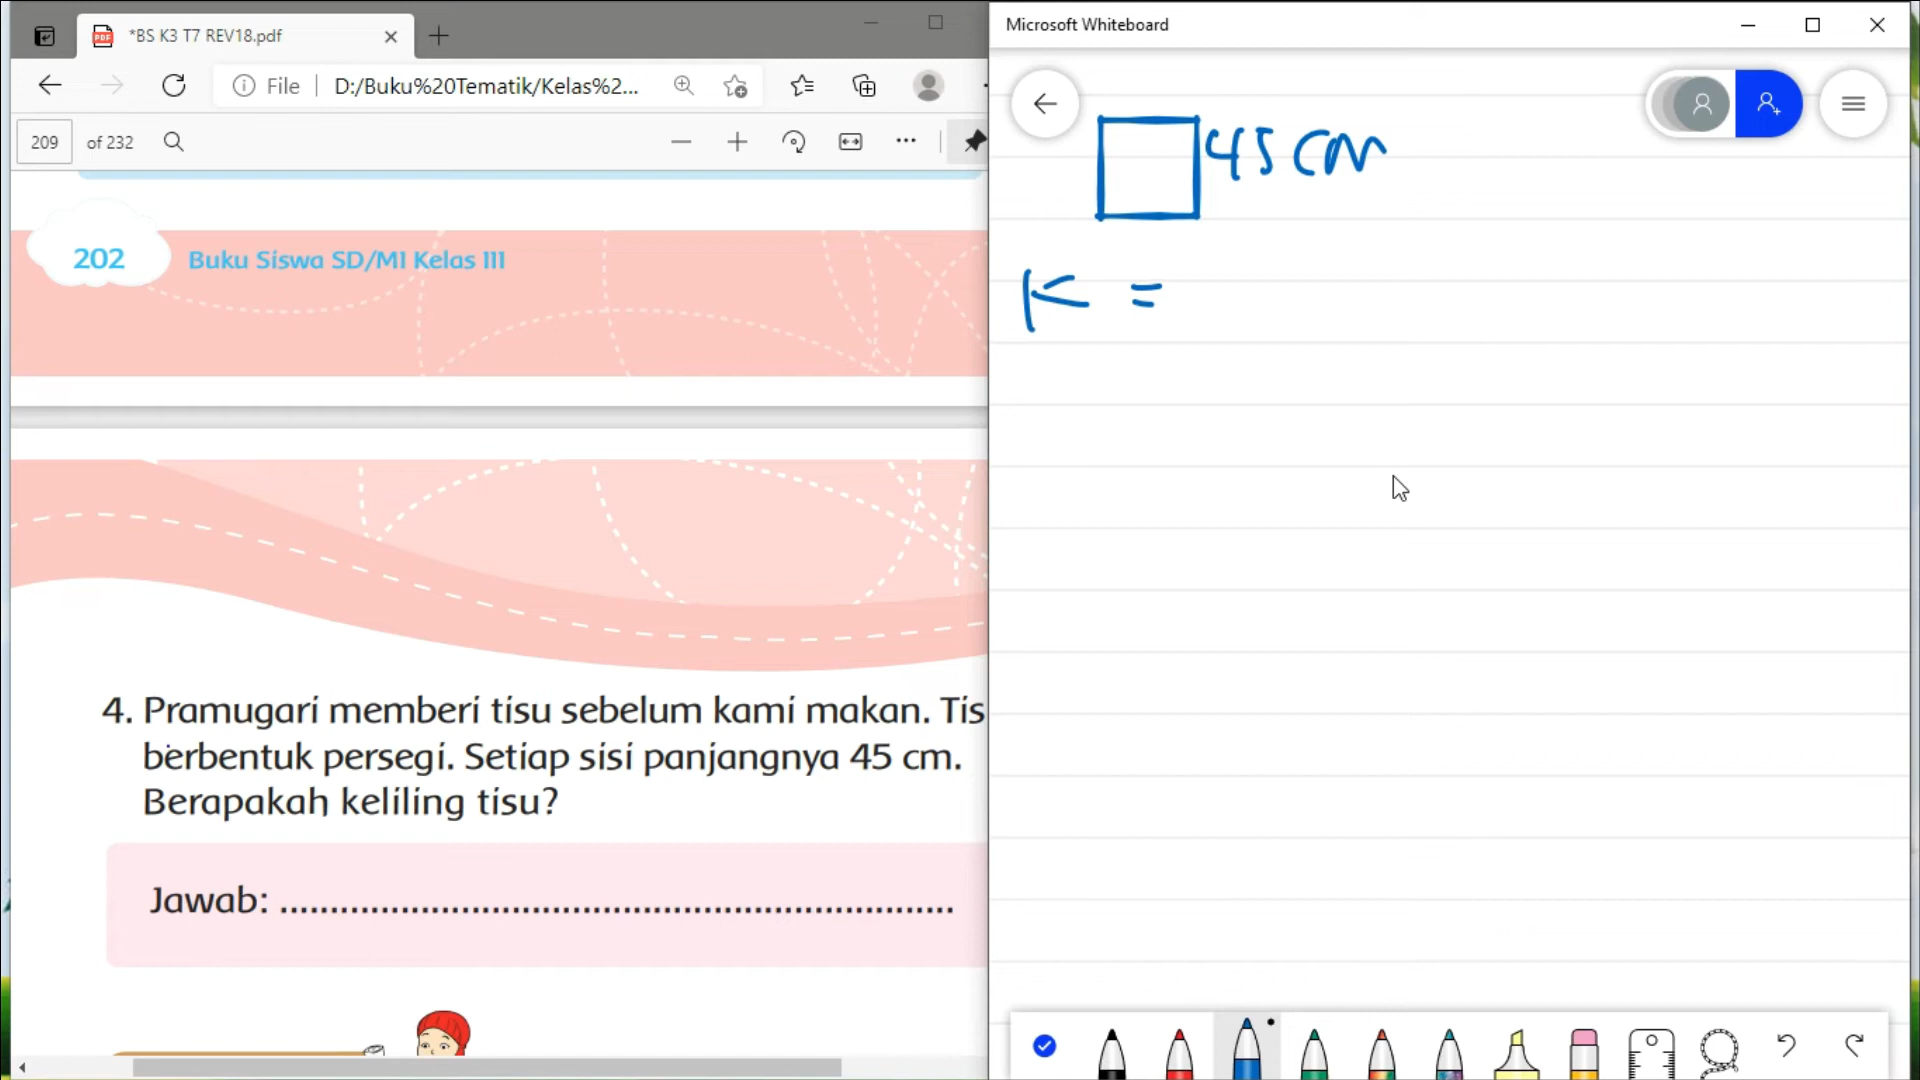 *BS K3 T7 REV18.pdf
File
D:/Buku%20Tematik/Kelas%2...
209 of 232
202
Buku Siswa SD/MI Kelas III
4. Pramugari memberi tisu sebelum kami makan. Tis
berbentuk persegi. Setiap sisi panjangnya 45 cm.
Berapakah keliling tisu?
Jawab: ....................................................................
Microsoft Whiteboard
45 cm
K =